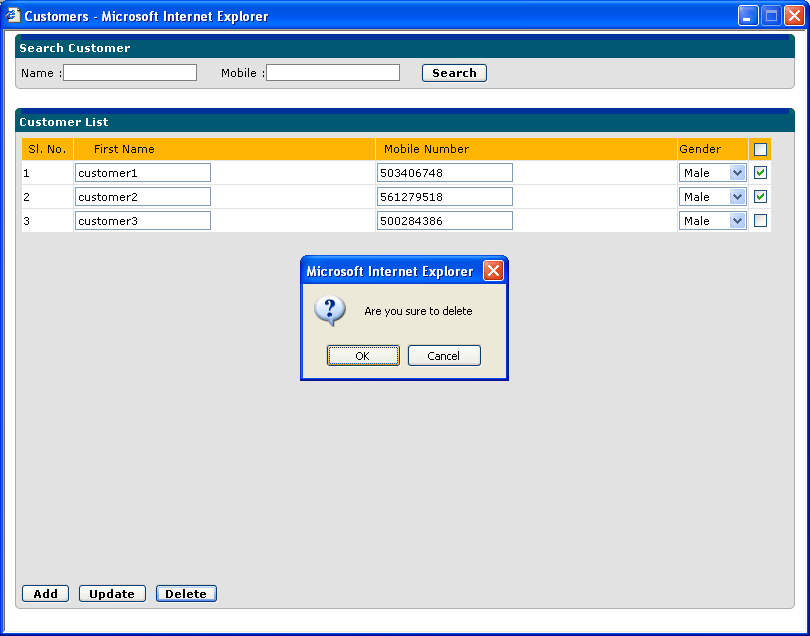 Customers - Microsoft Internet Explorer
Search Customer
Name : Mobile : Search
Customer List
Sl. No. First Name Mobile Number Gender
1 customer1 503406748 Male
2 customer2 561279518 Male
3 customer3 500284386 Male
Microsoft Internet Explorer
? Are you sure to delete
OK Cancel
Add Update Delete